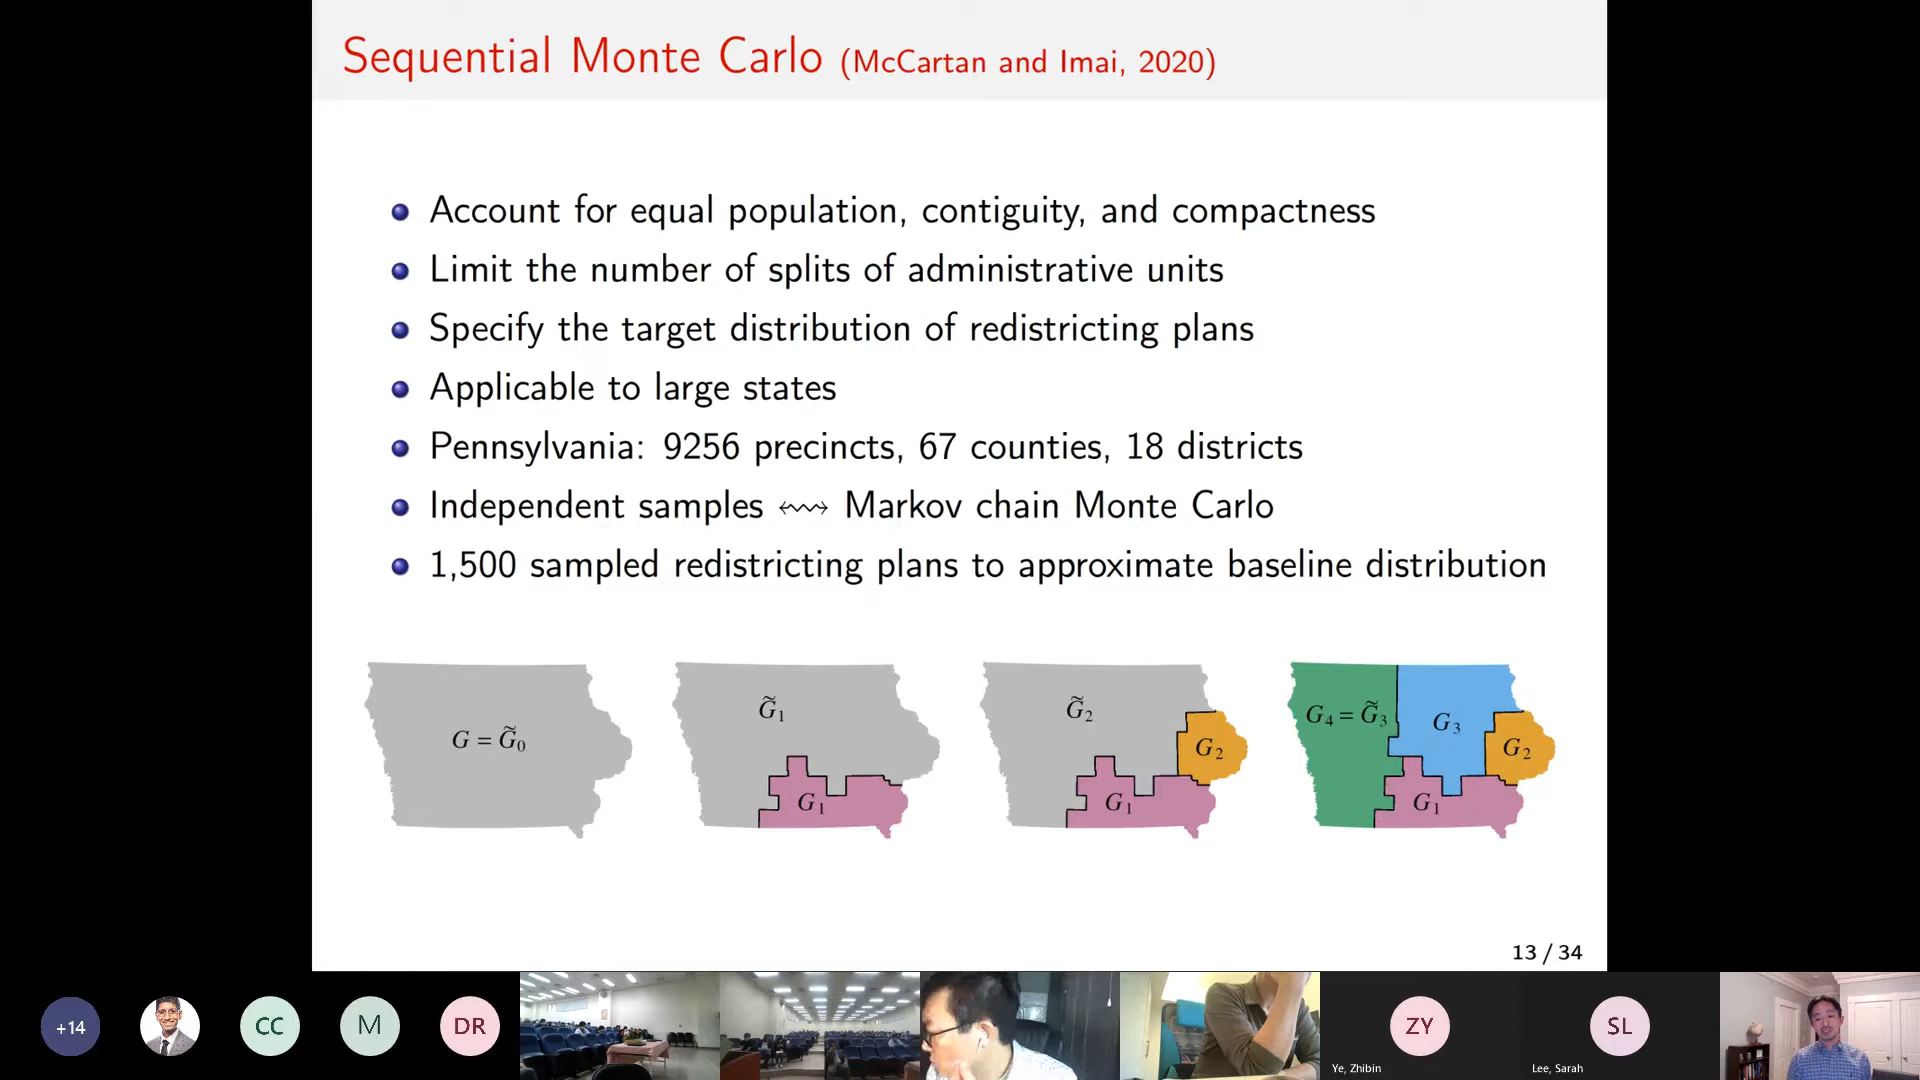 Sequential Monte Carlo (McCartan and Imai, 2020)
Account for equal population, contiguity, and compactness
Limit the number of splits of administrative units
Specify the target distribution of redistricting plans
Applicable to large states
Pennsylvania: 9256 precincts, 67 counties, 18 districts
Independent samples ↭ Markov chain Monte Carlo
1,500 sampled redistricting plans to approximate baseline distribution
G = G̃₀
G̃₁
G₁
G̃₂
G₂
G₁
G₄ = G̃₃
G₃
G₂
G₁
13 / 34
+14
CC
M
DR
ZY
SL
Ye, Zhibin
Lee, Sarah